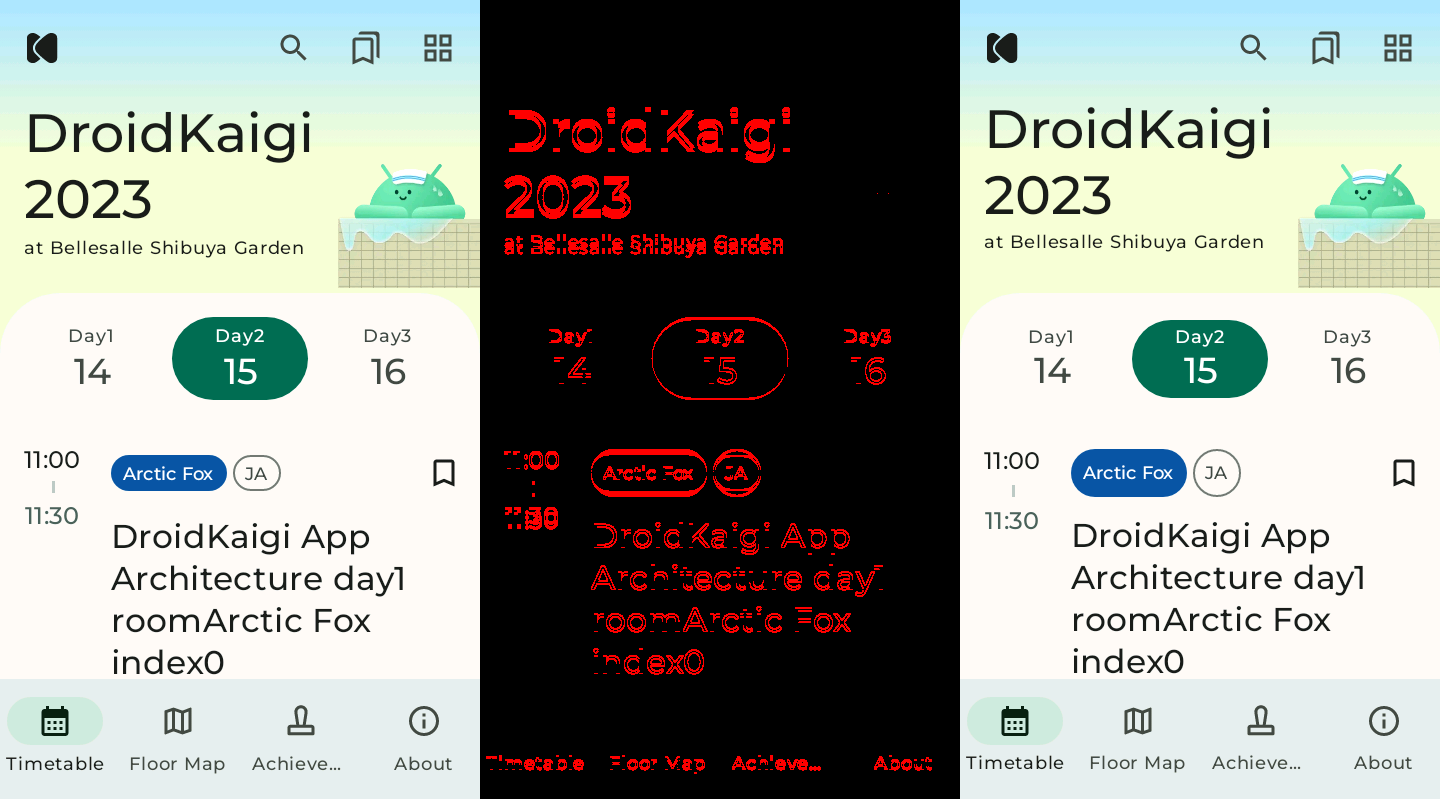 DroidKaigi
2023
at Bellesalle Shibuya Garden
Day1
14
Day2
15
Day3
16
11:00
11:30
Arctic Fox
JA
DroidKaigi App
Architecture day1
roomArctic Fox
index0
Timetable
Floor Map
Achieve...
About
DroidKaigi
2023
at Bellesalle Shibuya Garden
Day1
14
Day2
15
Day3
16
11:00
11:30
Arctic Fox
JA
DroidKaigi App
Architecture day1
roomArctic Fox
index0
Timetable
Floor Map
Achieve...
About
DroidKaigi
2023
at Bellesalle Shibuya Garden
Day1
14
Day2
15
Day3
16
11:00
11:30
Arctic Fox
JA
DroidKaigi App
Architecture day1
roomArctic Fox
index0
Timetable
Floor Map
Achieve...
About